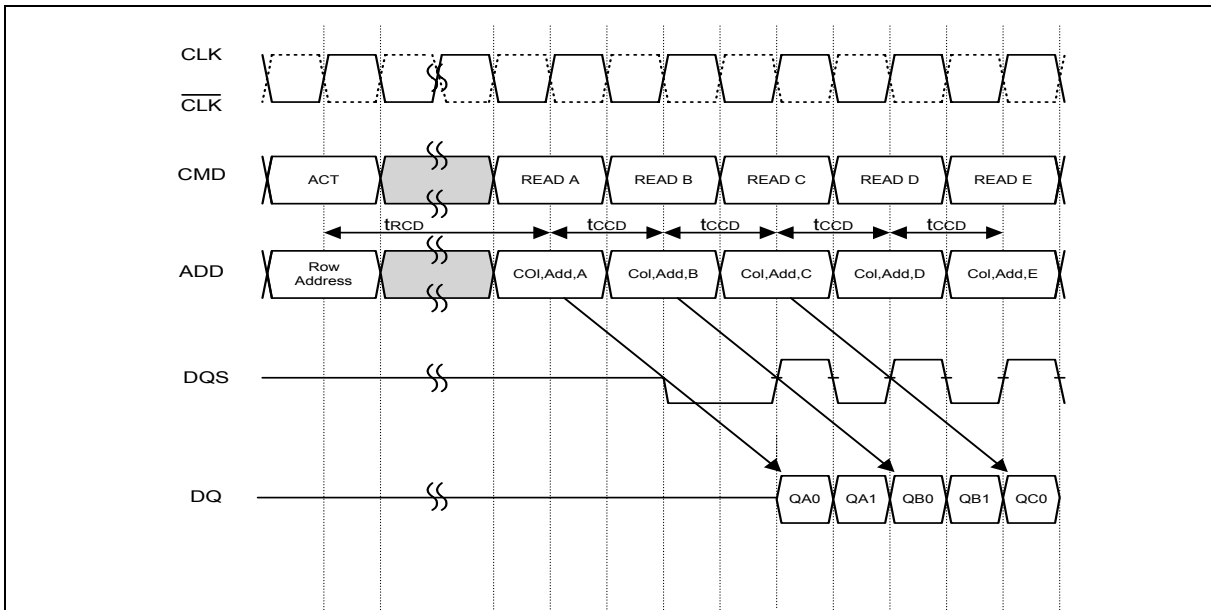 CLK
CLK
CMD
ACT
READ A
READ B
READ C
READ D
READ E
tRCD
tCCD
tCCD
tCCD
tCCD
ADD
Row
Address
COl,Add,A
Col,Add,B
Col,Add,C
Col,Add,D
Col,Add,E
DQS
DQ
QA0
QA1
QB0
QB1
QC0